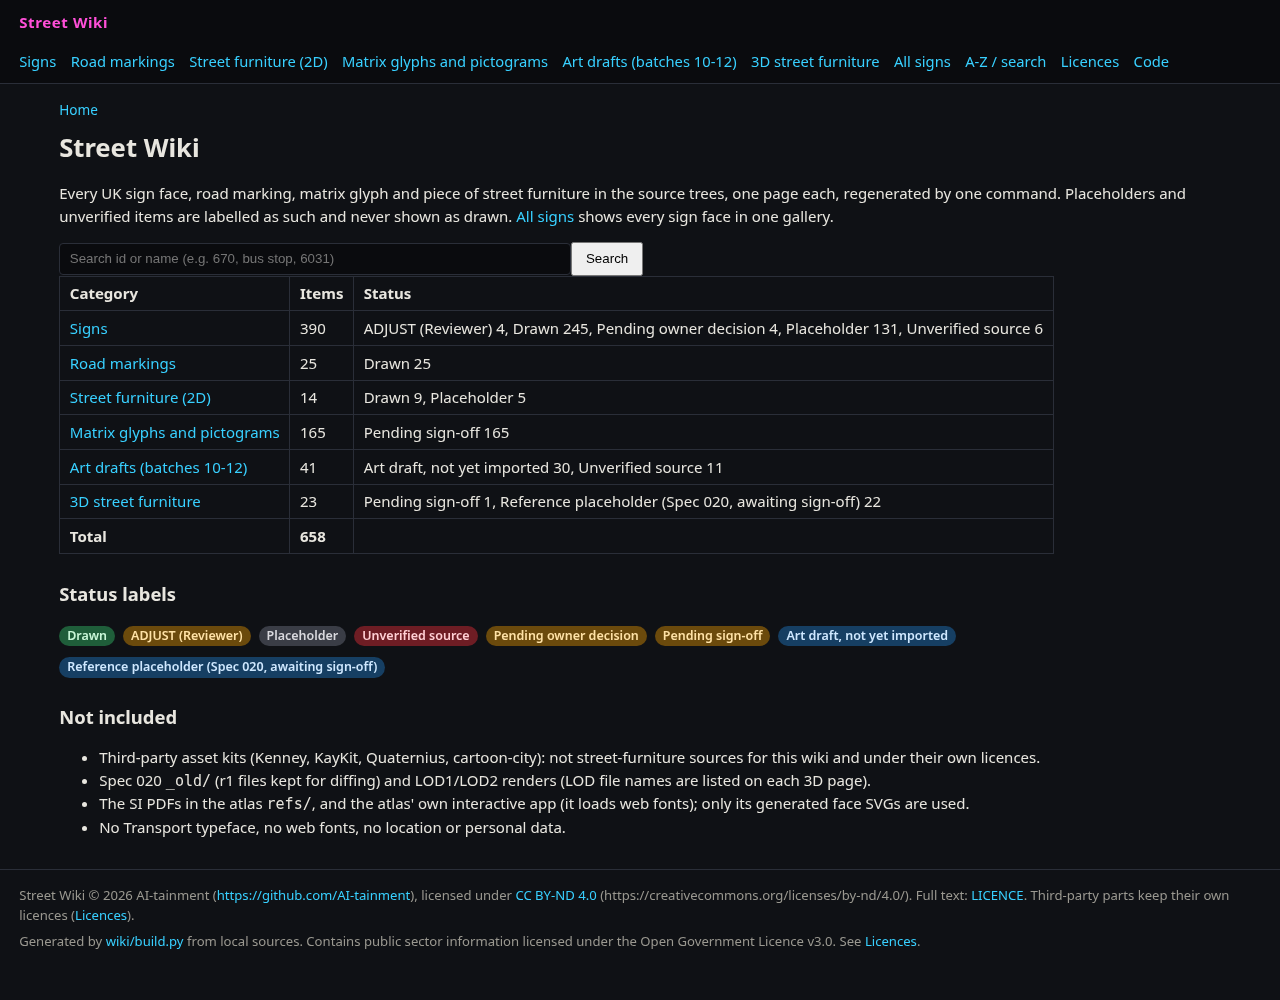 Street Wiki
Signs Road markings Street furniture (2D) Matrix glyphs and pictograms Art drafts (batches 10-12) 3D street furniture All signs A-Z / search Licences Code
Home
Street Wiki
Every UK sign face, road marking, matrix glyph and piece of street furniture in the source trees, one page each, regenerated by one command. Placeholders and
unverified items are labelled as such and never shown as drawn. All signs shows every sign face in one gallery.
Search id or name (e.g. 670, bus stop, 6031) Search
Category Items Status
Signs 390 ADJUST (Reviewer) 4, Drawn 245, Pending owner decision 4, Placeholder 131, Unverified source 6
Road markings 25 Drawn 25
Street furniture (2D) 14 Drawn 9, Placeholder 5
Matrix glyphs and pictograms 165 Pending sign-off 165
Art drafts (batches 10-12) 41 Art draft, not yet imported 30, Unverified source 11
3D street furniture 23 Pending sign-off 1, Reference placeholder (Spec 020, awaiting sign-off) 22
Total 658
Status labels
Drawn ADJUST (Reviewer) Placeholder Unverified source Pending owner decision Pending sign-off Art draft, not yet imported
Reference placeholder (Spec 020, awaiting sign-off)
Not included
• Third-party asset kits (Kenney, KayKit, Quaternius, cartoon-city): not street-furniture sources for this wiki and under their own licences.
• Spec 020 _old/ (r1 files kept for diffing) and LOD1/LOD2 renders (LOD file names are listed on each 3D page).
• The SI PDFs in the atlas refs/, and the atlas' own interactive app (it loads web fonts); only its generated face SVGs are used.
• No Transport typeface, no web fonts, no location or personal data.
Street Wiki © 2026 AI-tainment (https://github.com/AI-tainment), licensed under CC BY-ND 4.0 (https://creativecommons.org/licenses/by-nd/4.0/). Full text: LICENCE. Third-party parts keep their own
licences (Licences).
Generated by wiki/build.py from local sources. Contains public sector information licensed under the Open Government Licence v3.0. See Licences.